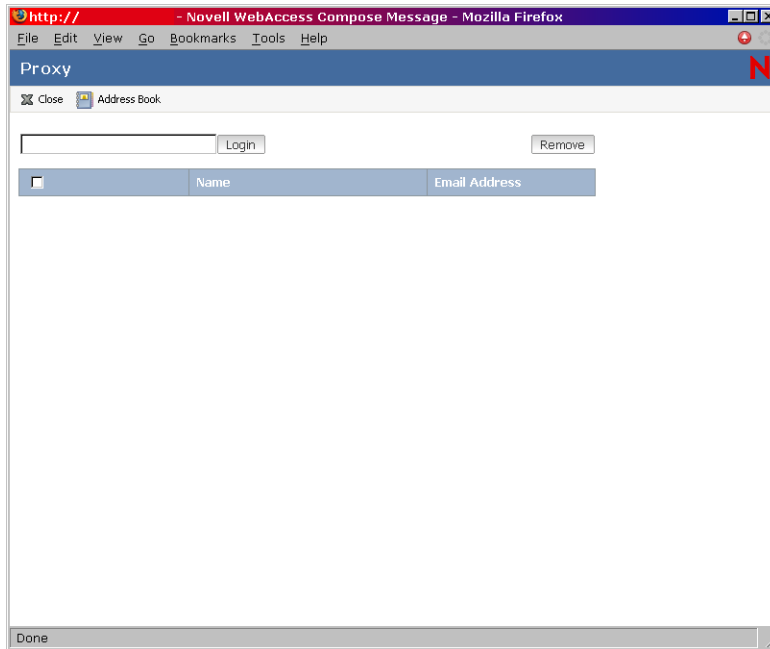 http:// - Novell WebAccess Compose Message - Mozilla Firefox
File Edit View Go Bookmarks Tools Help
Proxy N
Close Address Book
Login Remove
Name Email Address
Done